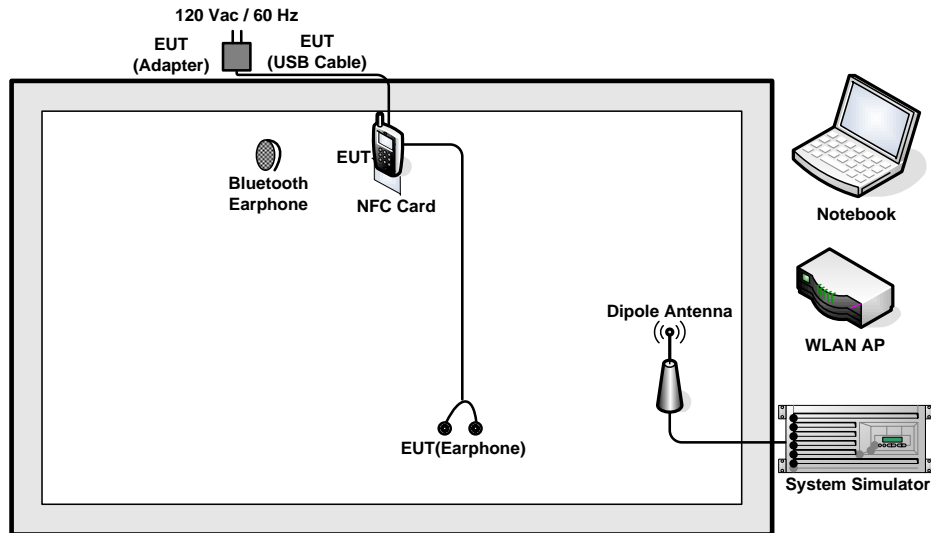 120 Vac / 60 Hz
EUT
(Adapter)
EUT
(USB Cable)
EUT
Bluetooth
Earphone
NFC Card
Notebook
Dipole Antenna
WLAN AP
EUT(Earphone)
System Simulator